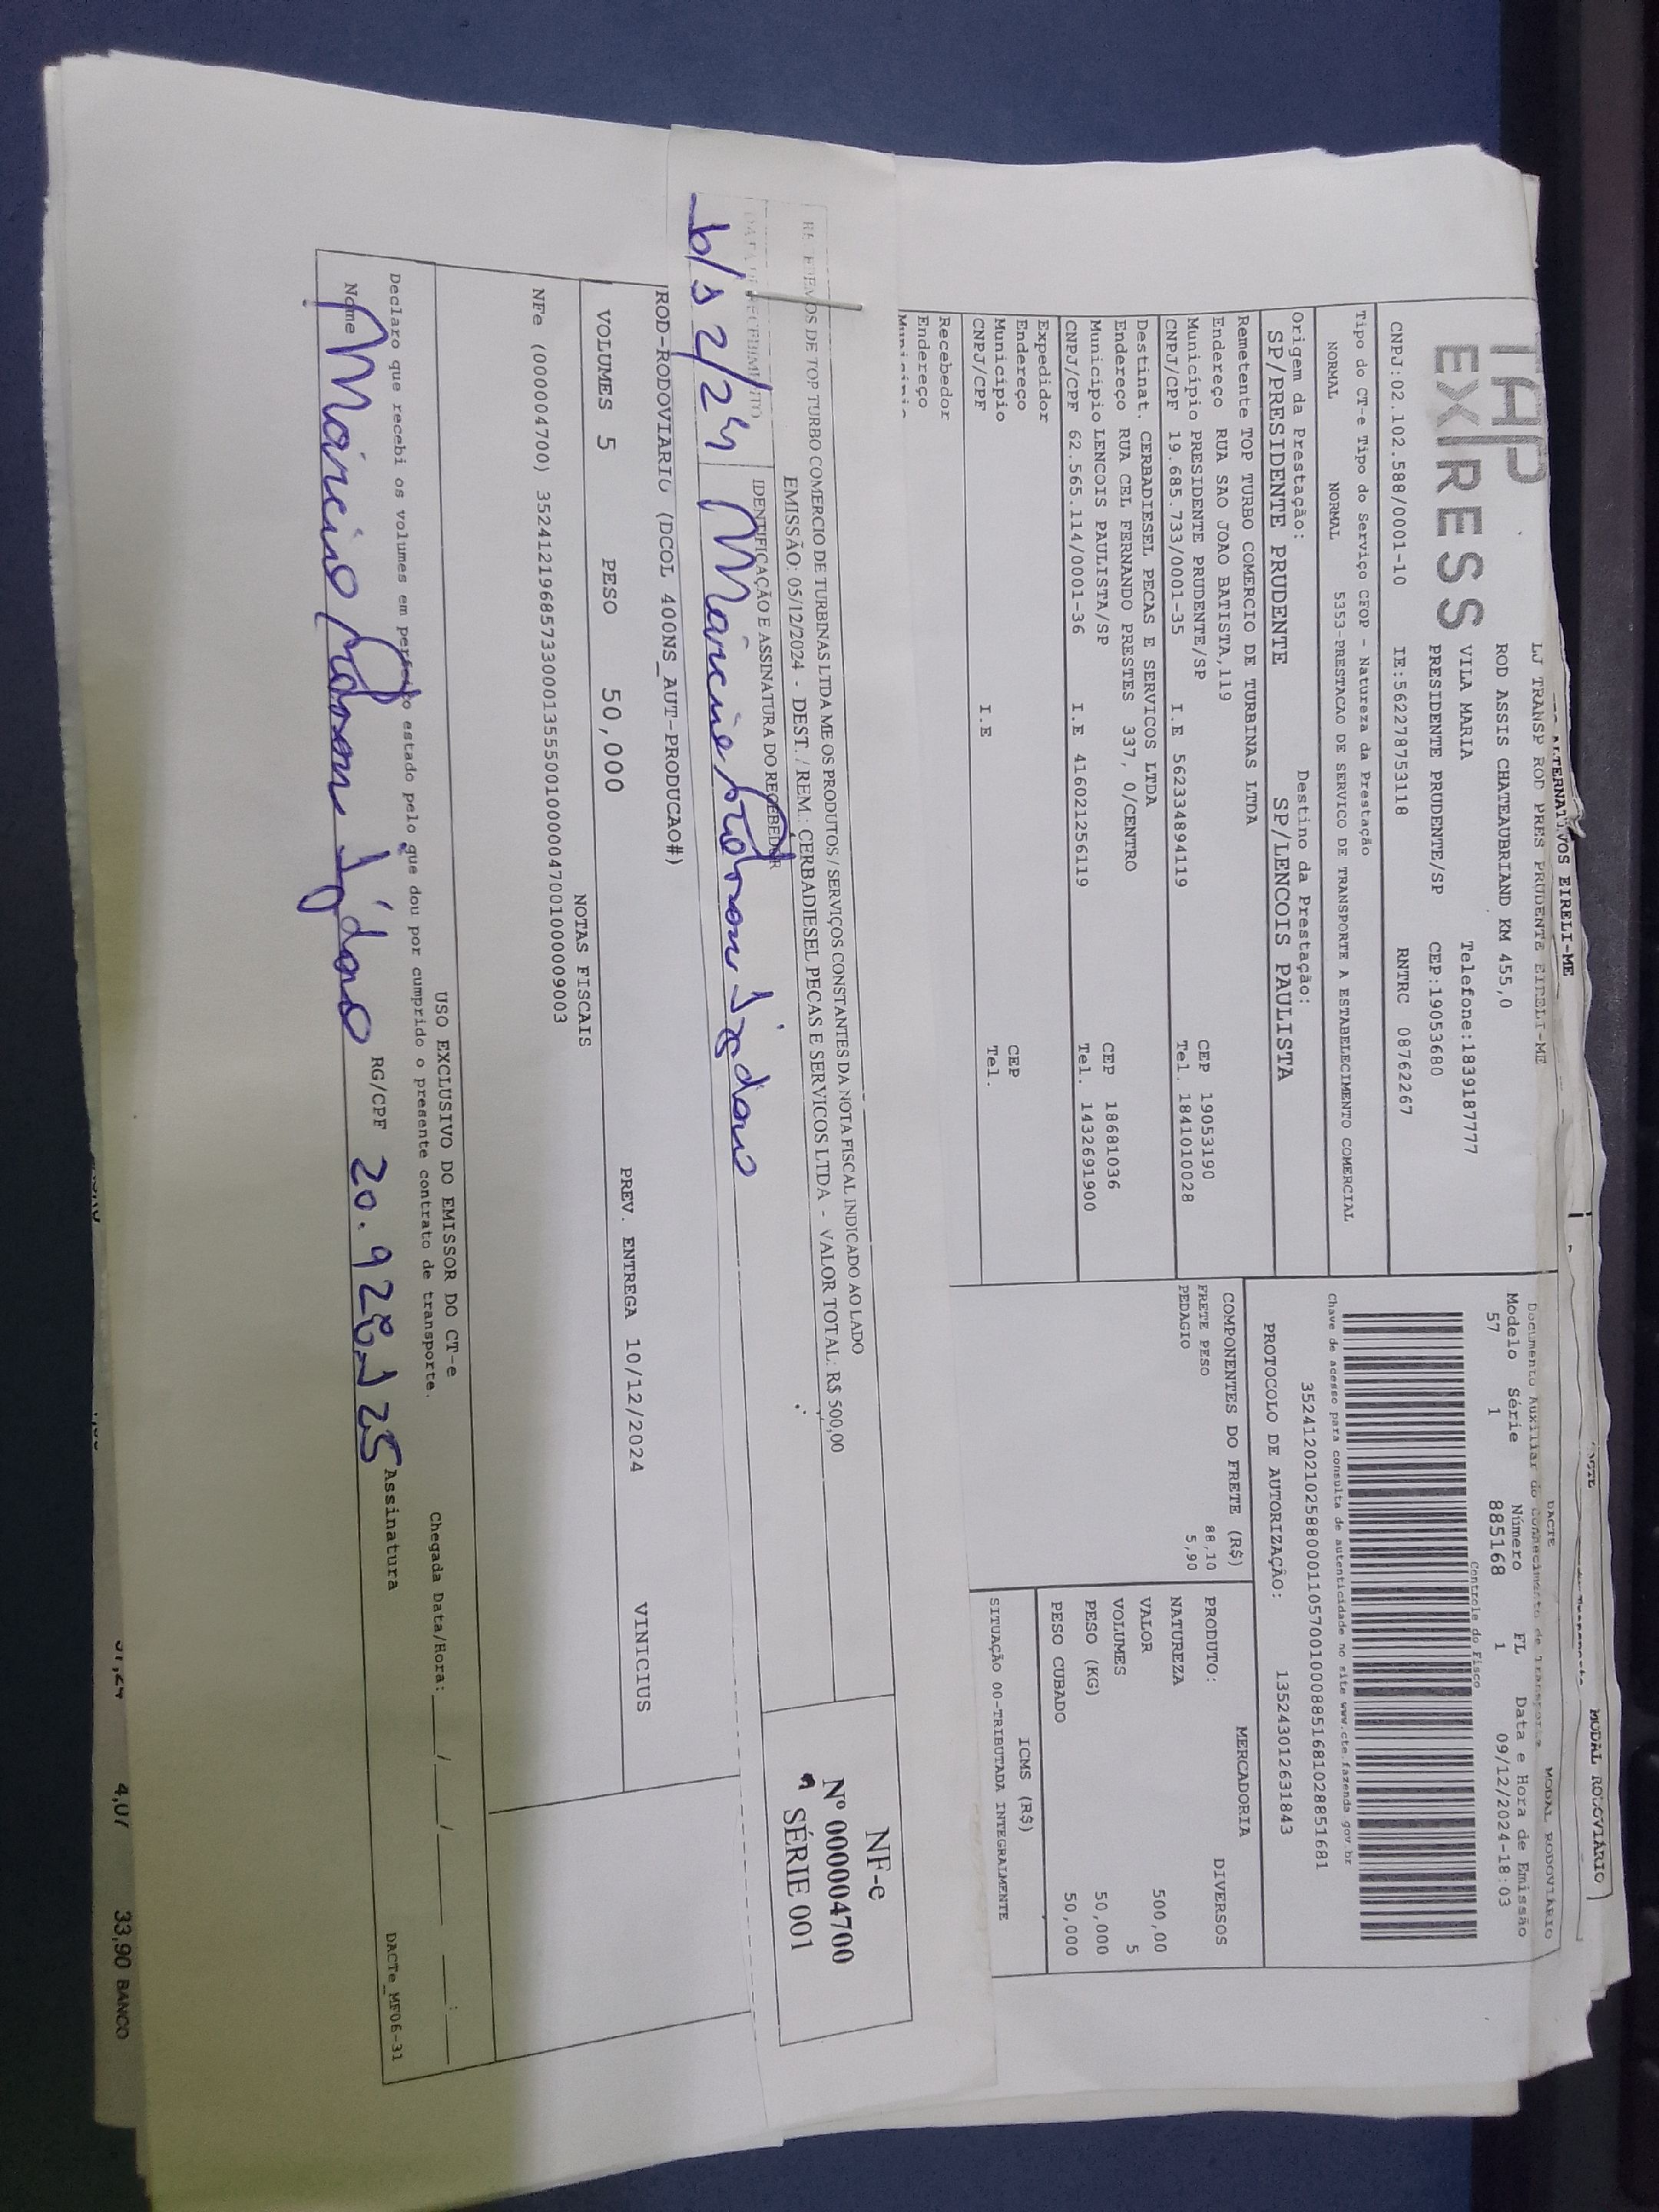 ALTERNATIVOS EIRELI-ME
MODAL RODOVIÁRIO
TAP
EXPRESS
LJ TRANSP ROD PRES PRUDENTE EIRELI-ME
ROD ASSIS CHATEAUBRIAND KM 455,0
VILA MARIA Telefone:1839187777
PRESIDENTE PRUDENTE/SP CEP:19053680
CNPJ:02.102.588/0001-10 IE:562278753118 RNTRC 08762267
DACTE MODAL RODOVIÁRIO
Documento Auxiliar do Conhecimento de Transporte
Modelo Série Número FL Data e Hora de Emissão
57 1 885168 1 09/12/2024-18:03
Controle do Fisco
Chave de acesso para consulta de autenticidade no site www.cte.fazenda.gov.br
35241202102588000110570010008851681028851681
PROTOCOLO DE AUTORIZAÇÃO: 135243012631843
Tipo do CT-e Tipo do Serviço CFOP - Natureza da Prestação
NORMAL NORMAL 5353-PRESTACAO DE SERVICO DE TRANSPORTE A ESTABELECIMENTO COMERCIAL
Origem da Prestação: Destino da Prestação:
SP/PRESIDENTE PRUDENTE SP/LENCOIS PAULISTA
Remetente TOP TURBO COMERCIO DE TURBINAS LTDA
Endereço RUA SAO JOAO BATISTA,119
Município PRESIDENTE PRUDENTE/SP CEP 19053190
CNPJ/CPF 19.685.733/0001-35 I.E 562334894119 Tel. 1841010028
Destinat. CERBADIESEL PECAS E SERVICOS LTDA
Endereço RUA CEL FERNANDO PRESTES 337, 0/CENTRO
Município LENCOIS PAULISTA/SP CEP 18681036
CNPJ/CPF 62.565.114/0001-36 I.E 416021256119 Tel. 1432691900
Expedidor
Endereço
Município CEP
CNPJ/CPF I.E Tel.
Recebedor
Endereço
Município
COMPONENTES DO FRETE (R$)
FRETE PESO 88,10
PEDAGIO 5,90
MERCADORIA
PRODUTO: DIVERSOS
NATUREZA
VALOR 500,00
VOLUMES 5
PESO (KG) 50,000
PESO CUBADO 50,000
ICMS (R$)
SITUAÇÃO 00-TRIBUTADA INTEGRALMENTE
RECEBEMOS DE TOP TURBO COMERCIO DE TURBINAS LTDA ME OS PRODUTOS / SERVIÇOS CONSTANTES DA NOTA FISCAL INDICADO AO LADO
EMISSÃO: 05/12/2024 - DEST. / REM.: CERBADIESEL PECAS E SERVICOS LTDA - VALOR TOTAL: R$ 500,00
DATA DE RECEBIMENTO IDENTIFICAÇÃO E ASSINATURA DO RECEBEDOR
NF-e
Nº 000004700
SÉRIE 001
ROD-RODOVIARIO (DCOL 400NS_AUT-PRODUCAO#)
VOLUMES 5 PESO 50,000 PREV. ENTREGA 10/12/2024 VINICIUS
NOTAS FISCAIS
NFe (000004700) 35241219685733000135550010000047001000009003
USO EXCLUSIVO DO EMISSOR DO CT-e
Declaro que recebi os volumes em perfeito estado pelo que dou por cumprido o presente contrato de transporte. Chegada Data/Hora: / / :
Nome RG/CPF Assinatura
DACTe_MF06-31
4,07 33,90 BANCO